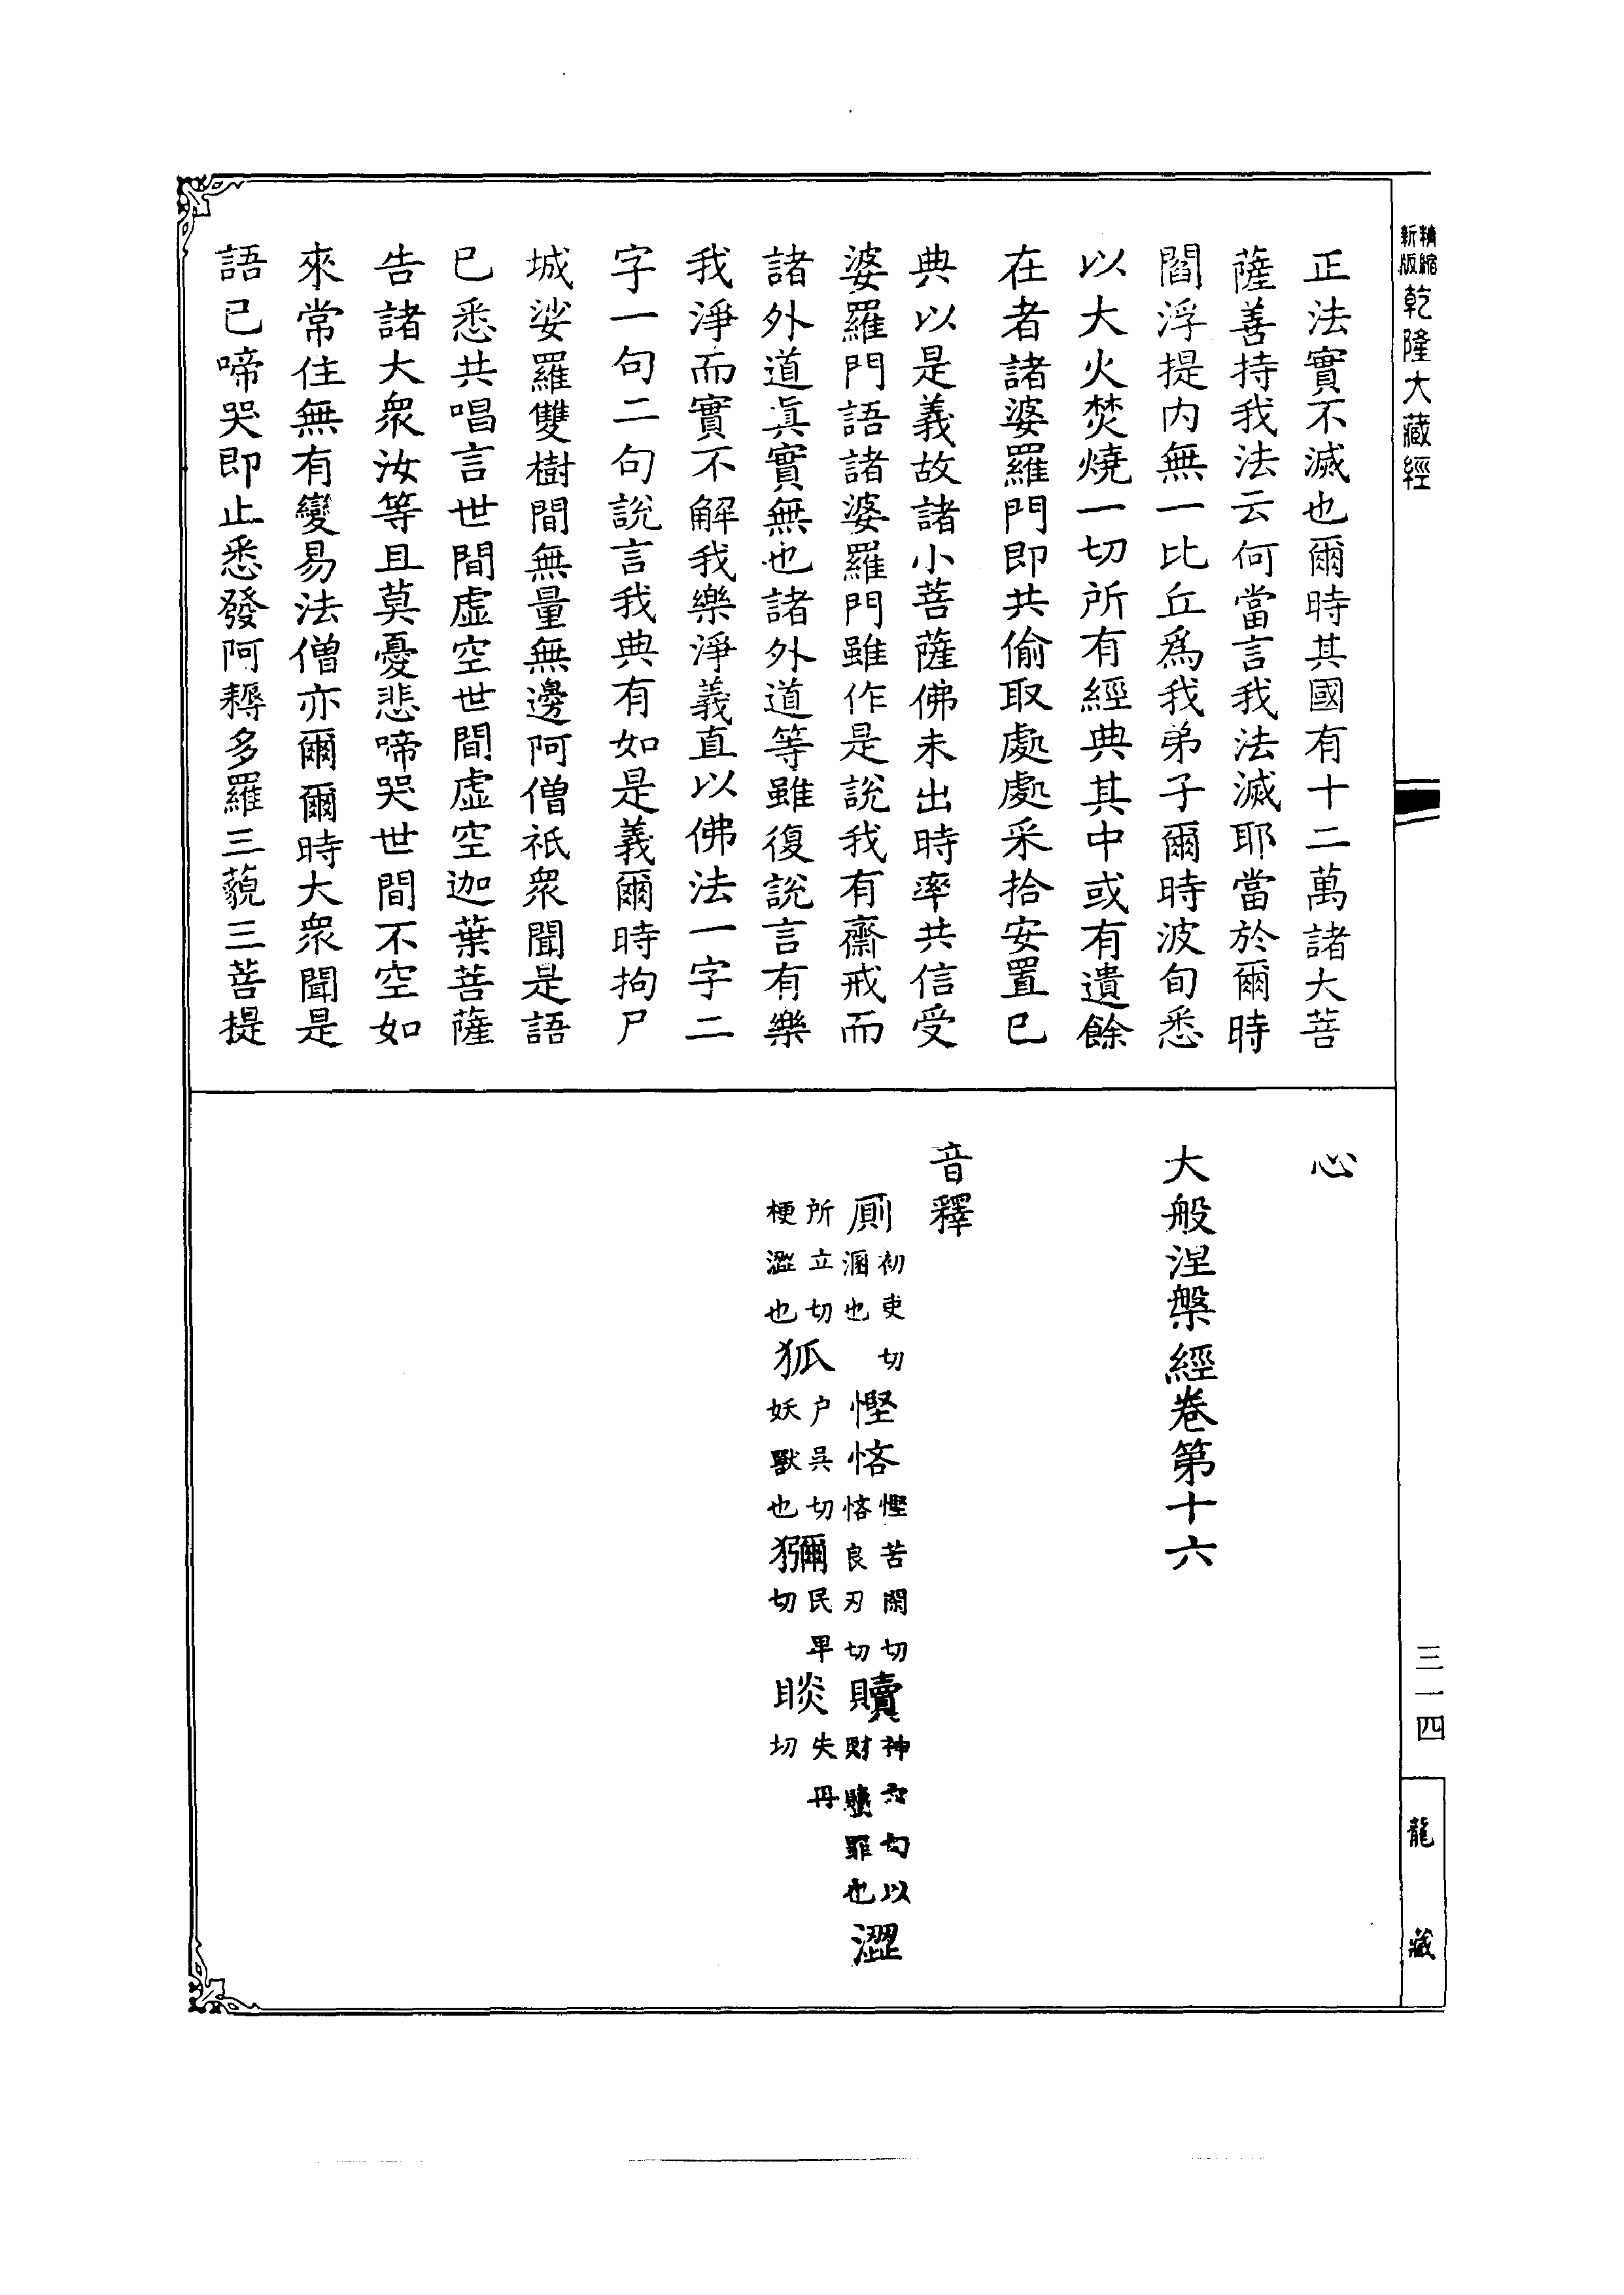 精縮新版乾隆大藏經
正法實不滅也爾時其國有十二萬諸大菩
薩善持我法云何當言我法滅耶當於爾時
閻浮提内無一比丘爲我弟子爾時波旬悉
以大火焚燒一切所有經典其中或有遺餘
在者諸婆羅門即共偷取處處采拾安置已
典以是義故諸小菩薩佛未出時率共信受
婆羅門語諸婆羅門雖作是説我有齋戒而
諸外道真實無也諸外道等雖復説言有樂
我淨而實不解我樂淨義直以佛法一字二
字一句二句説言我典有如是義爾時拘尸
城娑羅雙樹間無量無邊阿僧祇衆聞是語
已悉共唱言世間虚空世間虚空迦葉菩薩
告諸大衆汝等且莫憂悲啼哭世間不空如
來常住無有變易法僧亦爾爾時大衆聞是
語已啼哭即止悉發阿耨多羅三藐三菩提
心
大般涅槃經卷第十六
音釋
厠初吏切溷也慳悋慳苦閑切悋良刃切贖神六切以財贖罪也澀
所立切梗澀也狐户吳切妖獸也獼民卑切睒失冉切
三一四
龍藏